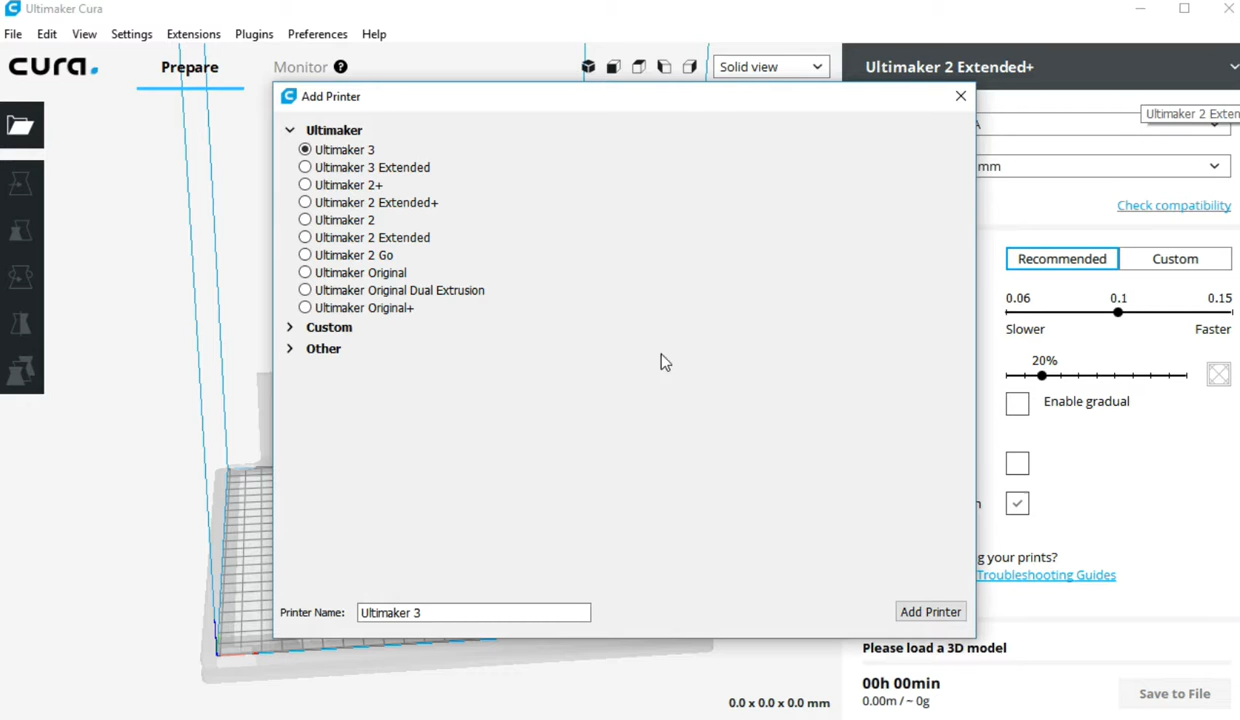 Ultimaker Cura
File Edit View Settings Extensions Plugins Preferences Help
cura.
Prepare
Monitor ?
Solid view
Ultimaker 2 Extended+
Add Printer
Ultimaker 2 Exten
Ultimaker
Ultimaker 3
Ultimaker 3 Extended
Ultimaker 2+
Ultimaker 2 Extended+
Ultimaker 2
Ultimaker 2 Extended
Ultimaker 2 Go
Ultimaker Original
Ultimaker Original Dual Extrusion
Ultimaker Original+
Custom
Other
Printer Name: Ultimaker 3
Add Printer
mm
Check compatibility
Recommended Custom
0.06 0.1 0.15
Slower Faster
20%
Enable gradual
g your prints?
Troubleshooting Guides
Please load a 3D model
00h 00min
0.00m / ~ 0g
Save to File
0.0 x 0.0 x 0.0 mm